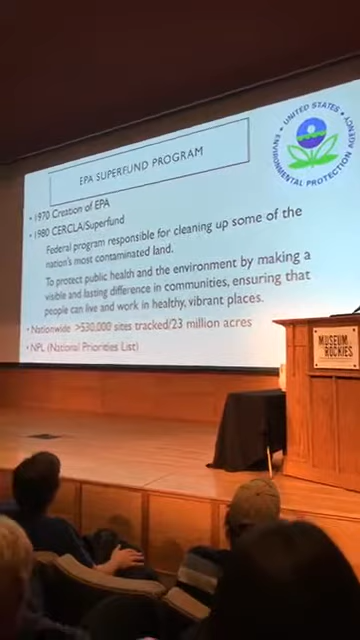 EPA SUPERFUND PROGRAM
• 1970 Creation of EPA
• 1980 CERCLA/Superfund
Federal program responsible for cleaning up some of the
nation's most contaminated land.
To protect public health and the environment by making a
visible and lasting difference in communities, ensuring that
people can live and work in healthy, vibrant places.
• Nationwide >530,000 sites tracked/23 million acres
• NPL (National Priorities List)
UNITED STATES • ENVIRONMENTAL PROTECTION AGENCY •
MUSEUM OF THE
ROCKIES